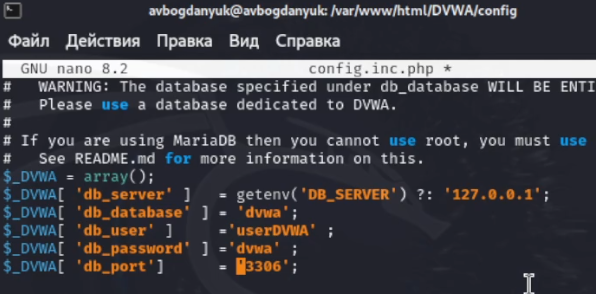 avbogdanyuk@avbogdanyuk: /var/www/html/DVWA/config
Файл Действия Правка Вид Справка
GNU nano 8.2 config.inc.php *
# WARNING: The database specified under db_database WILL BE ENTI
# Please use a database dedicated to DVWA.
#
# If you are using MariaDB then you cannot use root, you must use
# See README.md for more information on this.
$_DVWA = array();
$_DVWA[ 'db_server' ] = getenv('DB_SERVER') ?: '127.0.0.1';
$_DVWA[ 'db_database' ] = 'dvwa';
$_DVWA[ 'db_user' ] ='userDVWA' ;
$_DVWA[ 'db_password' ] ='dvwa' ;
$_DVWA[ 'db_port'] = '3306';